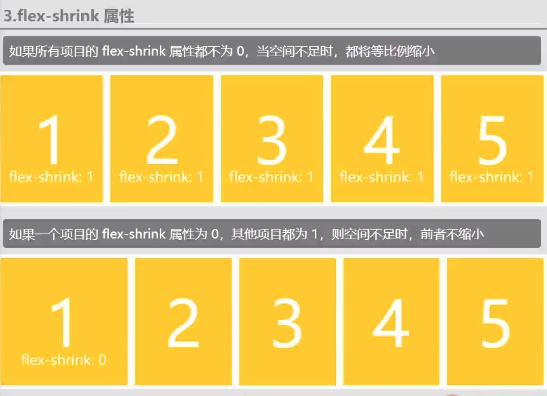 3.flex-shrink 属性
如果所有项目的 flex-shrink 属性都不为 0，当空间不足时，都将等比例缩小
1 2 3 4 5
flex-shrink: 1 flex-shrink: 1 flex-shrink: 1 flex-shrink: 1 flex-shrink: 1
如果一个项目的 flex-shrink 属性为 0，其他项目都为 1，则空间不足时，前者不缩小
1 2 3 4 5
flex-shrink: 0